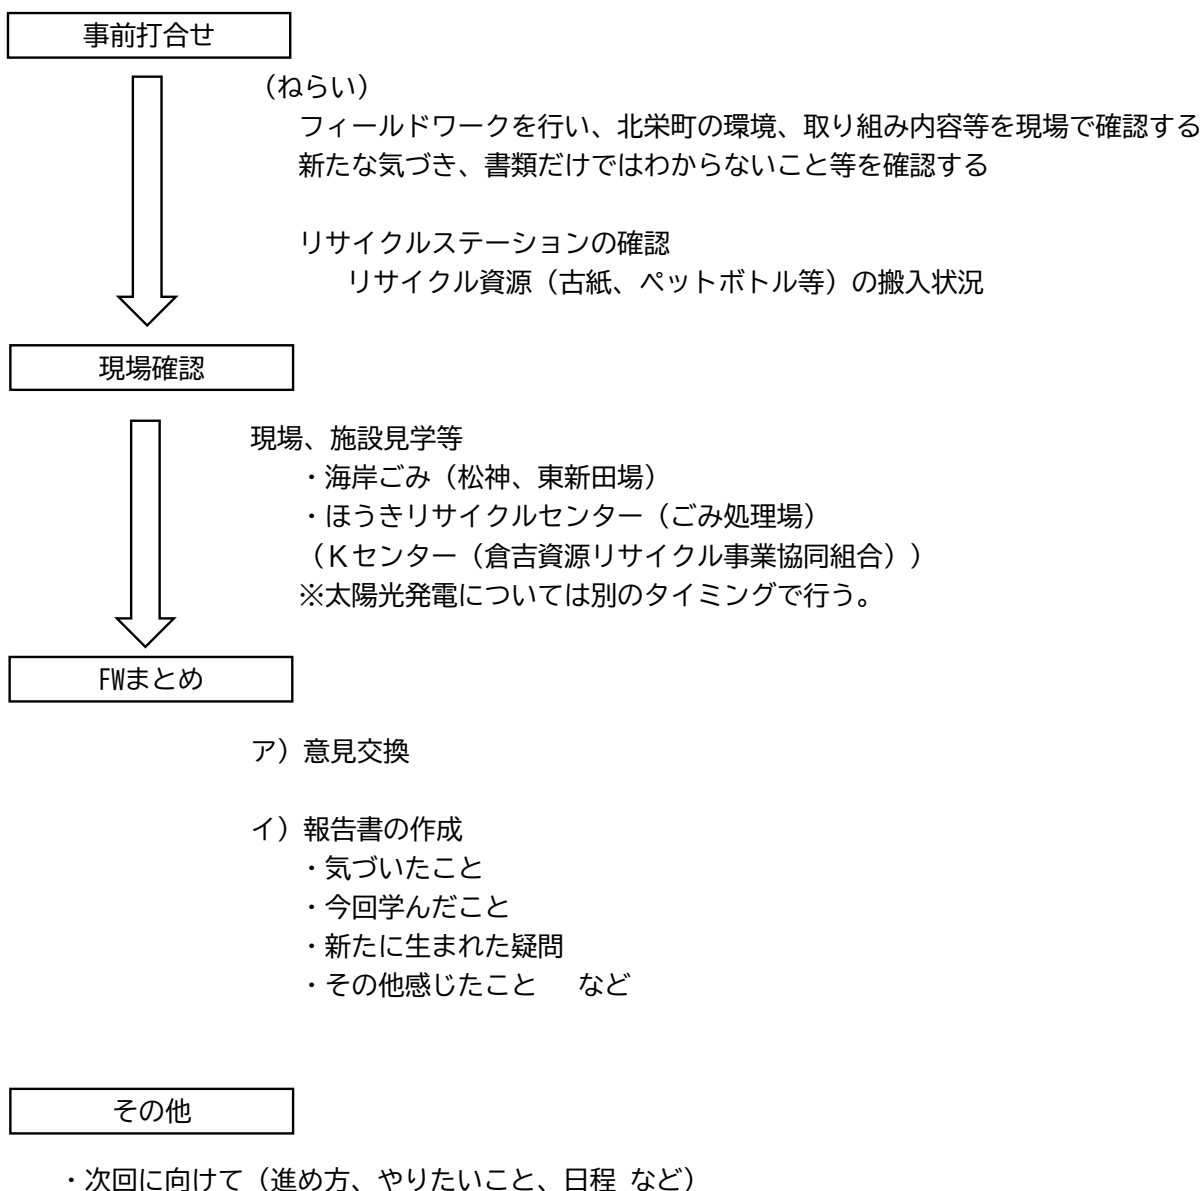 事前打合せ
（ねらい）
フィールドワークを行い、北栄町の環境、取り組み内容等を現場で確認する
新たな気づき、書類だけではわからないこと等を確認する
リサイクルステーションの確認
リサイクル資源（古紙、ペットボトル等）の搬入状況
現場確認
現場、施設見学等
・海岸ごみ（松神、東新田場）
・ほうきリサイクルセンター（ごみ処理場）
（Ｋセンター（倉吉資源リサイクル事業協同組合））
※太陽光発電については別のタイミングで行う。
FWまとめ
ア）意見交換
イ）報告書の作成
・気づいたこと
・今回学んだこと
・新たに生まれた疑問
・その他感じたこと　など
その他
・次回に向けて（進め方、やりたいこと、日程 など）